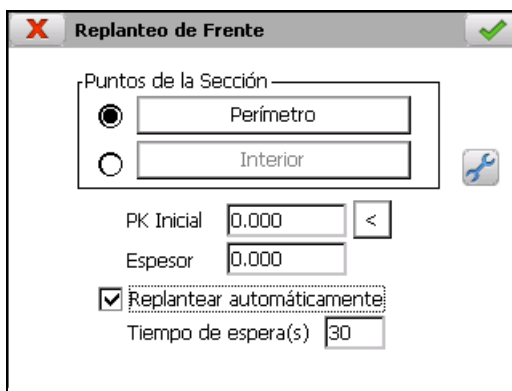 Replanteo de Frente
Puntos de la Sección
Perímetro
Interior
PK Inicial 0.000 <
Espesor 0.000
Replantear automáticamente
Tiempo de espera(s) 30